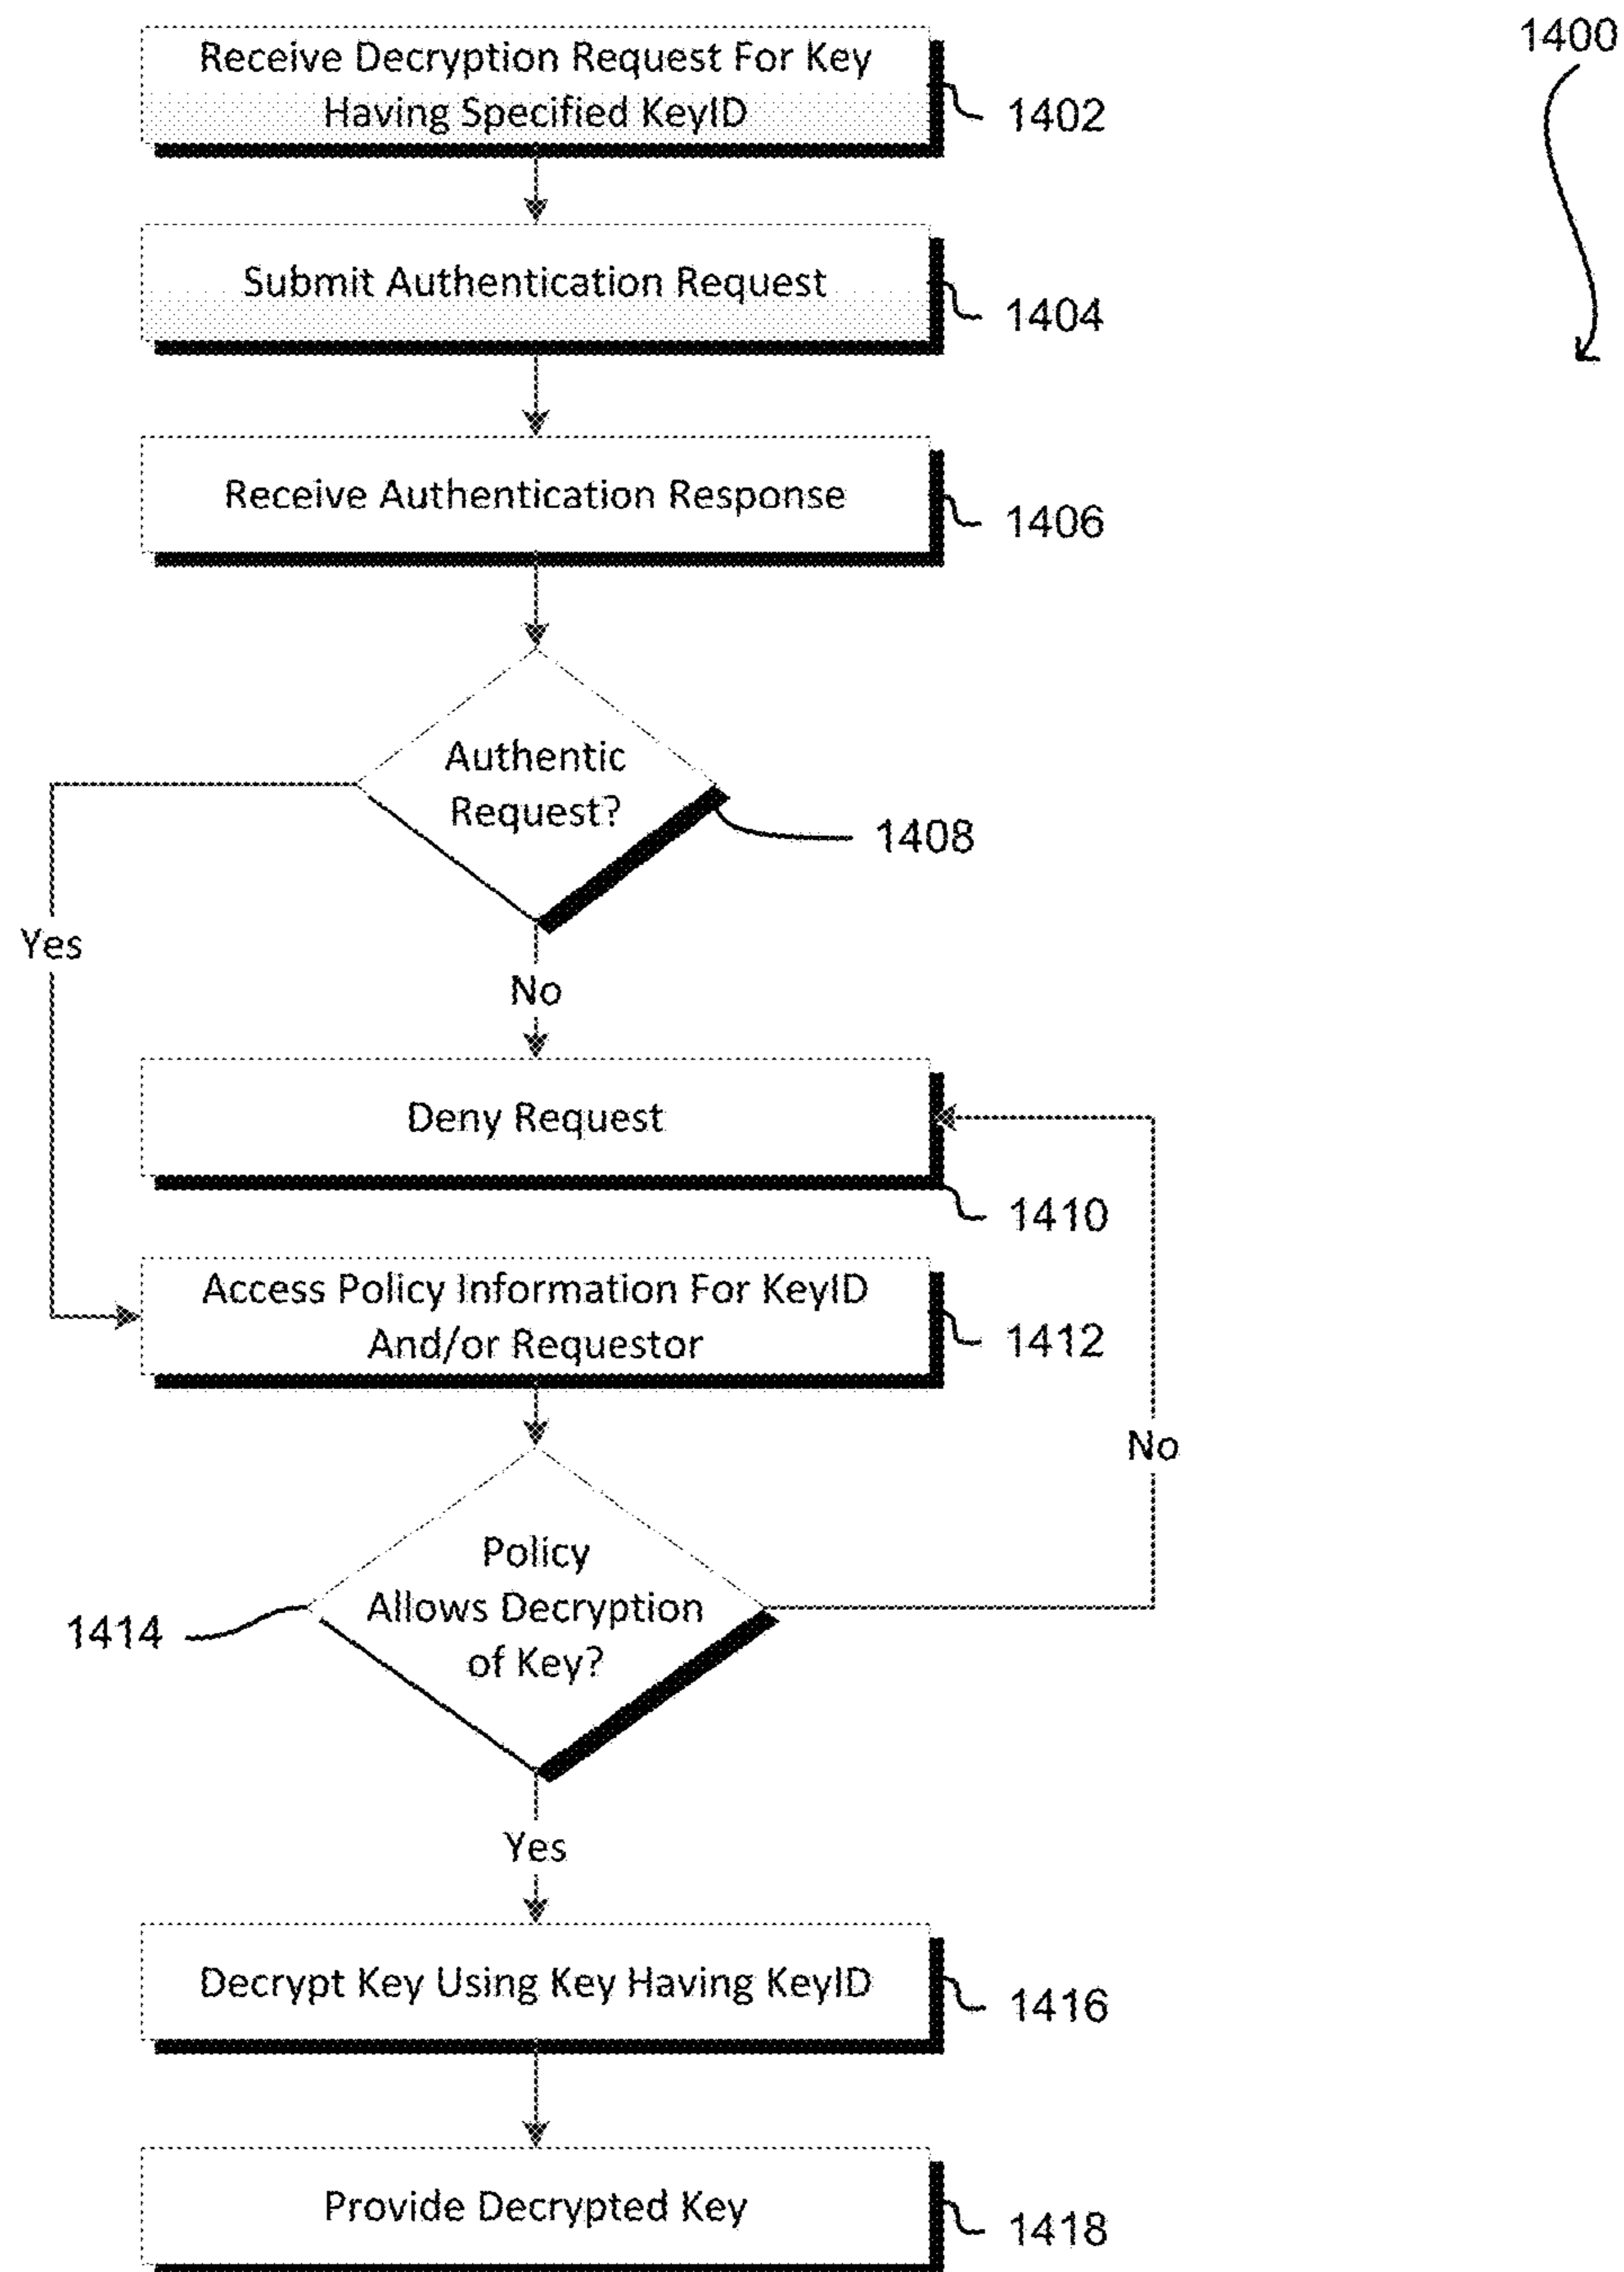 1400
Receive Decryption Request For Key
Having Specified KeyID
1402
Submit Authentication Request
1404
Receive Authentication Response
1406
Authentic
Request?
1408
Yes
No
Deny Request
1410
Access Policy Information For KeyID
And/or Requestor
1412
No
Policy
Allows Decryption
of Key?
1414
Yes
Decrypt Key Using Key Having KeyID
1416
Provide Decrypted Key
1418